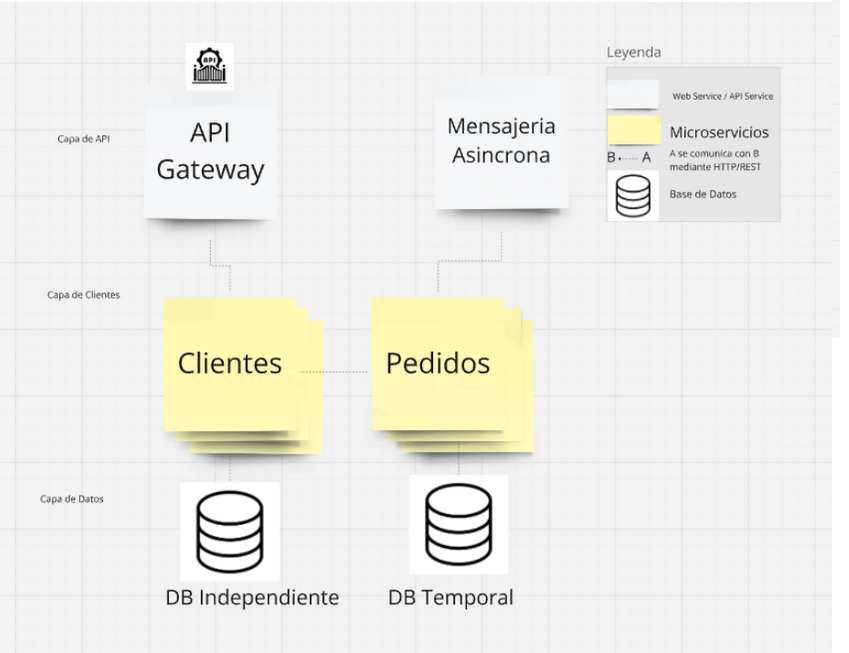 API
API
Gateway
Mensajeria
Asincrona
Leyenda
Web Service / API Service
Microservicios
B
A
A se comunica con B
mediante HTTP/REST
Base de Datos
Capa de API
Capa de Clientes
Clientes
Pedidos
Capa de Datos
DB Independiente
DB Temporal